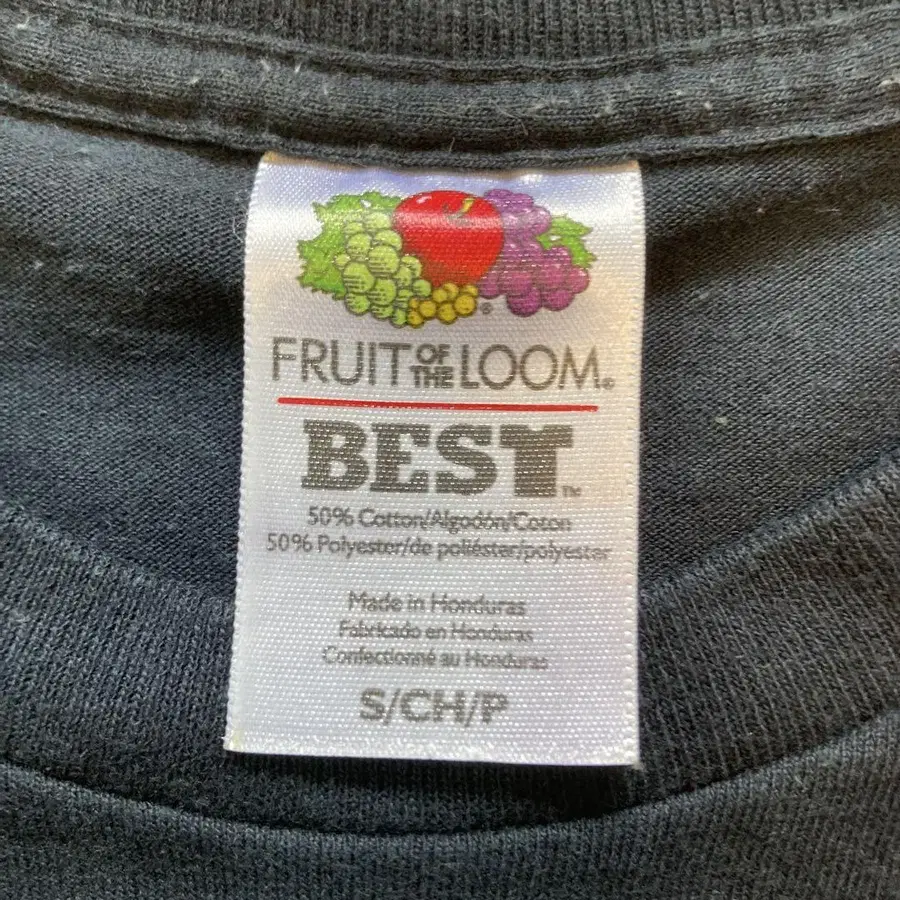 FRUIT OF THE LOOM®
BEST™
50% Cotton/Algodón/Coton
50% Polyester/de poliéster/polyester
Made in Honduras
Fabricado en Honduras
Confectionné au Honduras
S/CH/P